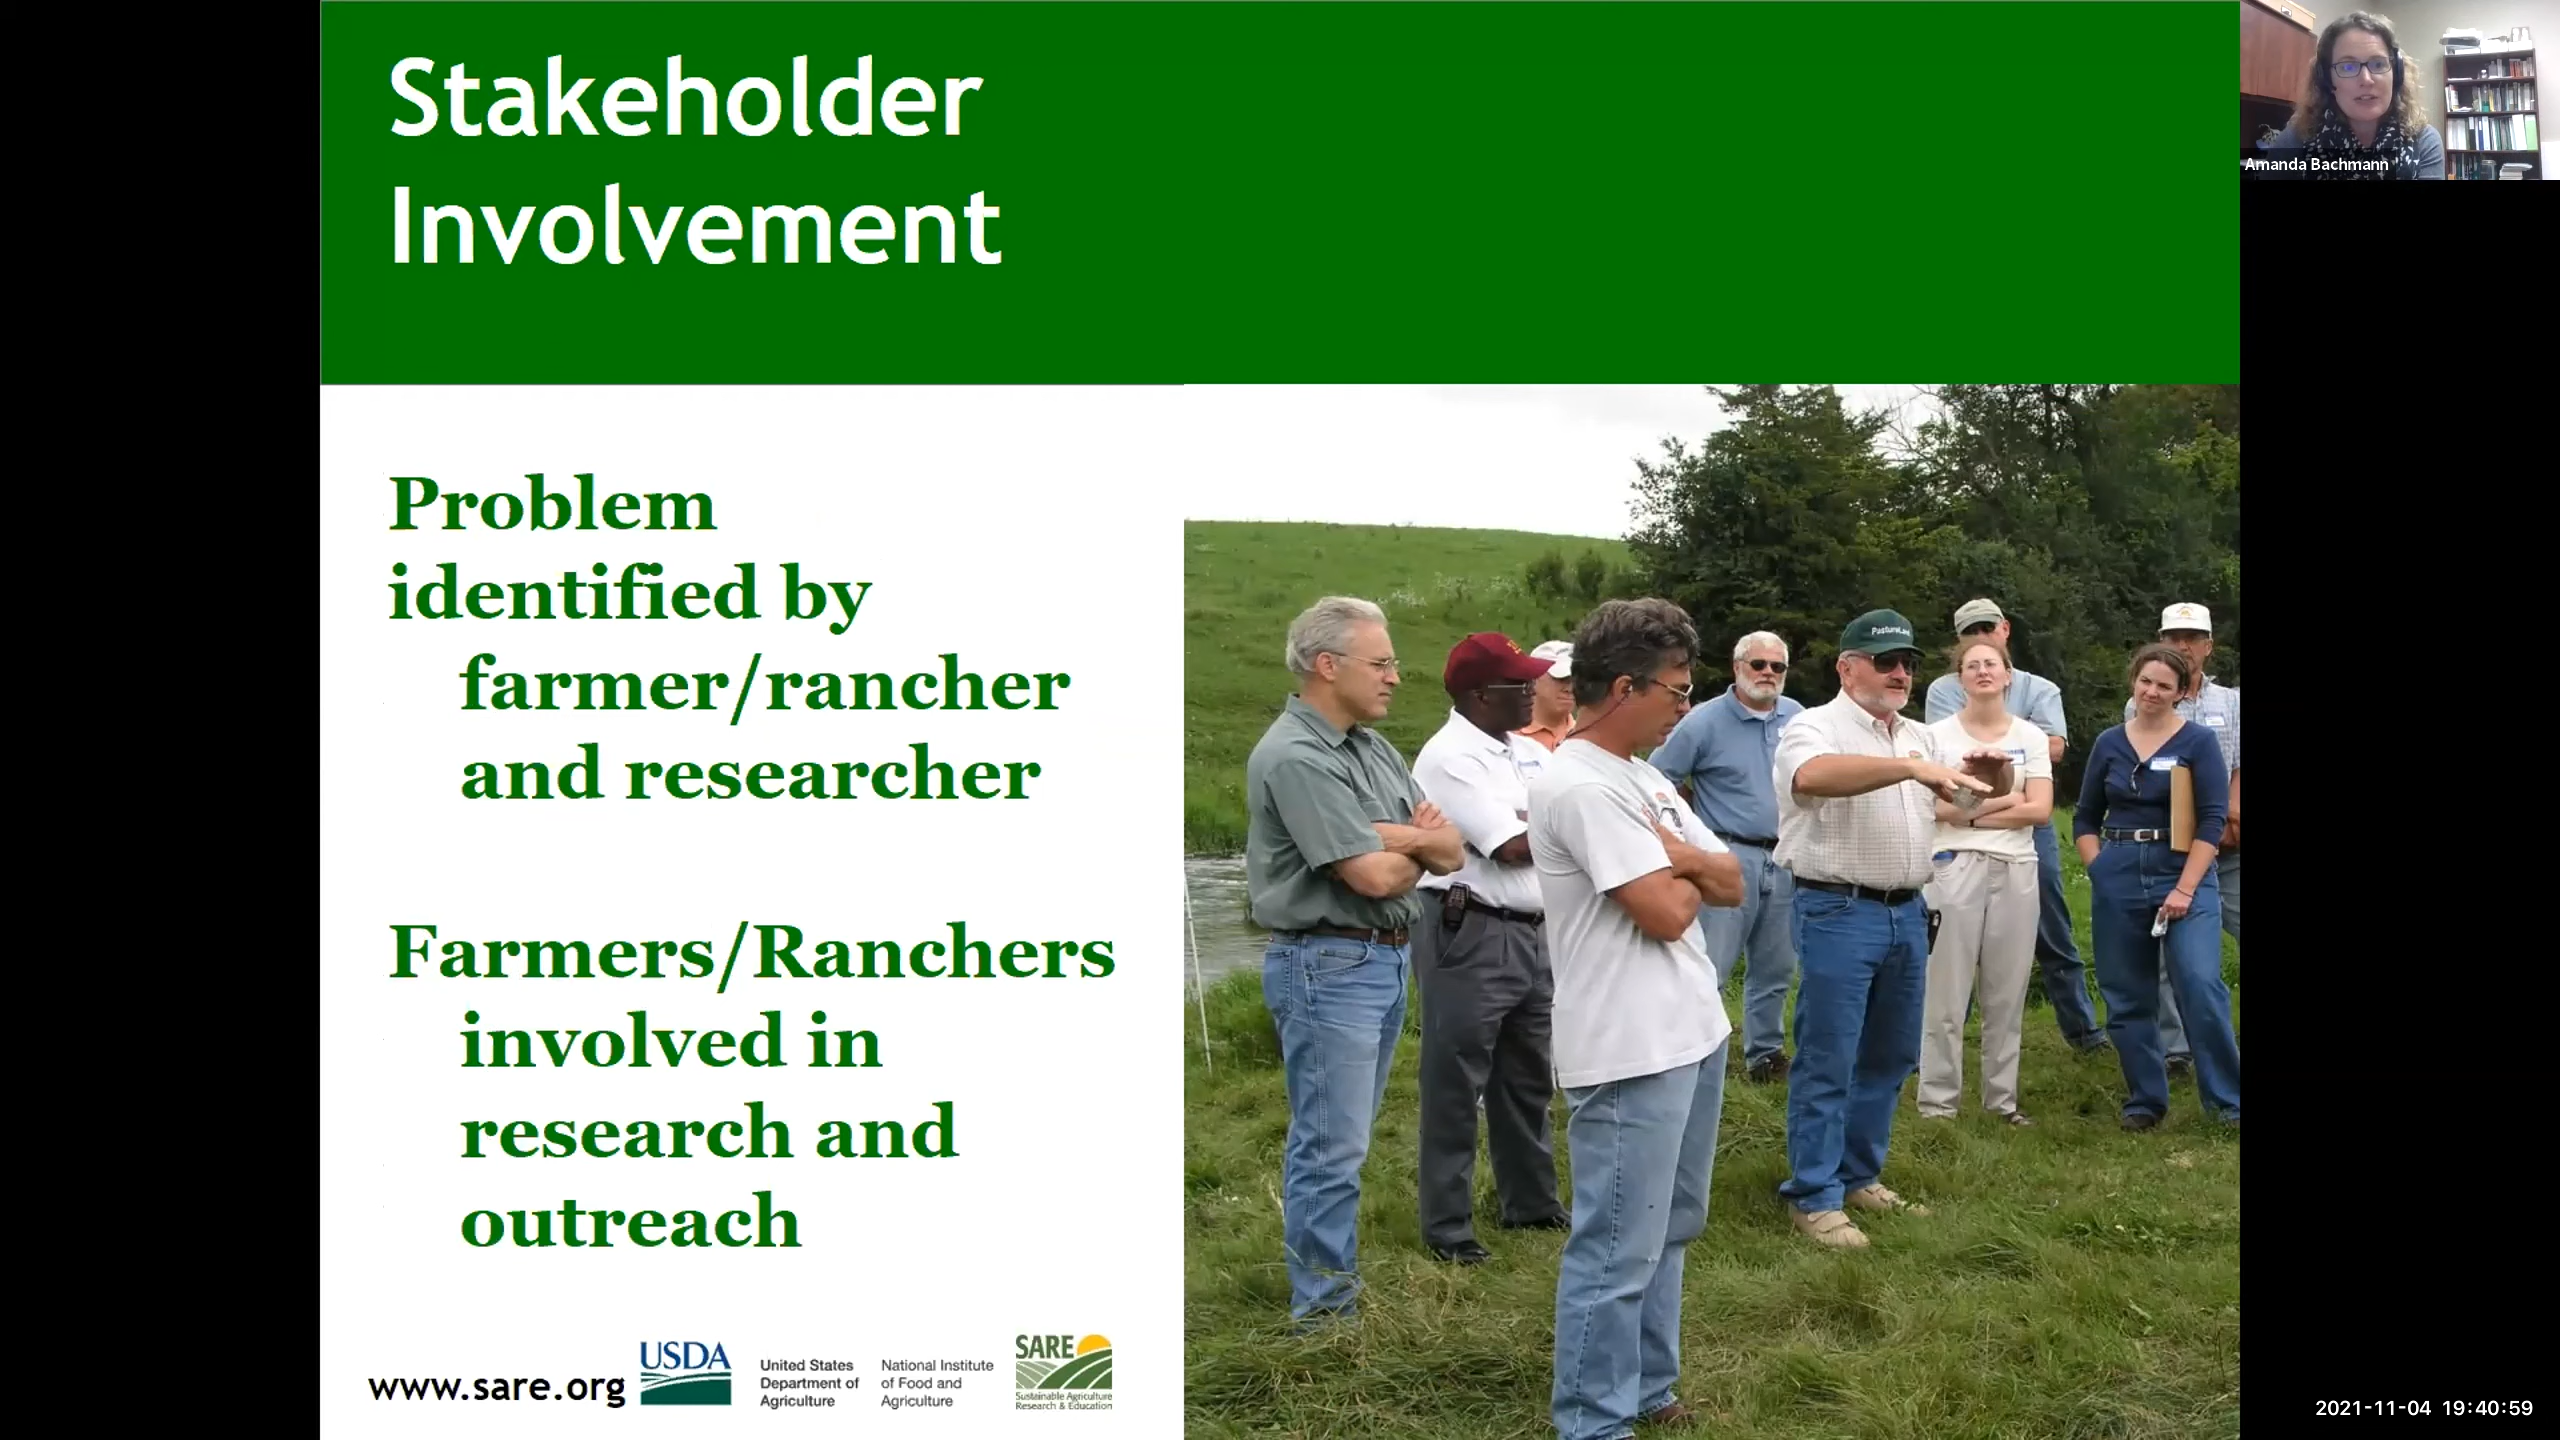 Stakeholder
Involvement
Amanda Bachmann
Problem
identified by
farmer/rancher
and researcher
Farmers/Ranchers
involved in
research and
outreach
www.sare.org
USDA
United States
Department of
Agriculture
National Institute
of Food and
Agriculture
SARE
Sustainable Agriculture
Research & Education
2021-11-04 19:40:59